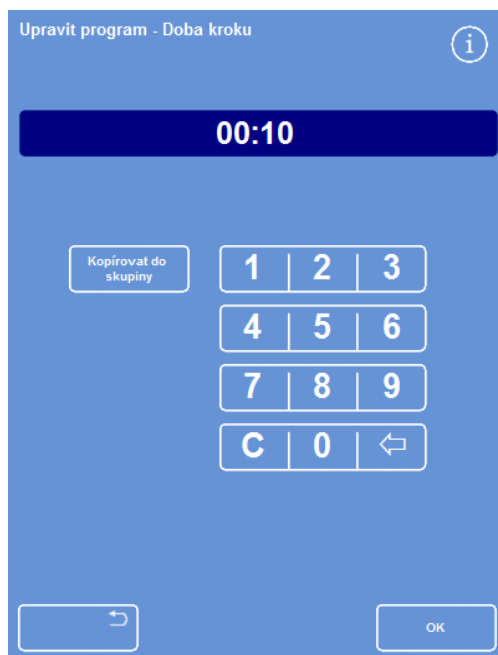 Upravit program - Doba kroku
i
00:10
Kopírovat do
skupiny
1 2 3
4 5 6
7 8 9
C 0
OK